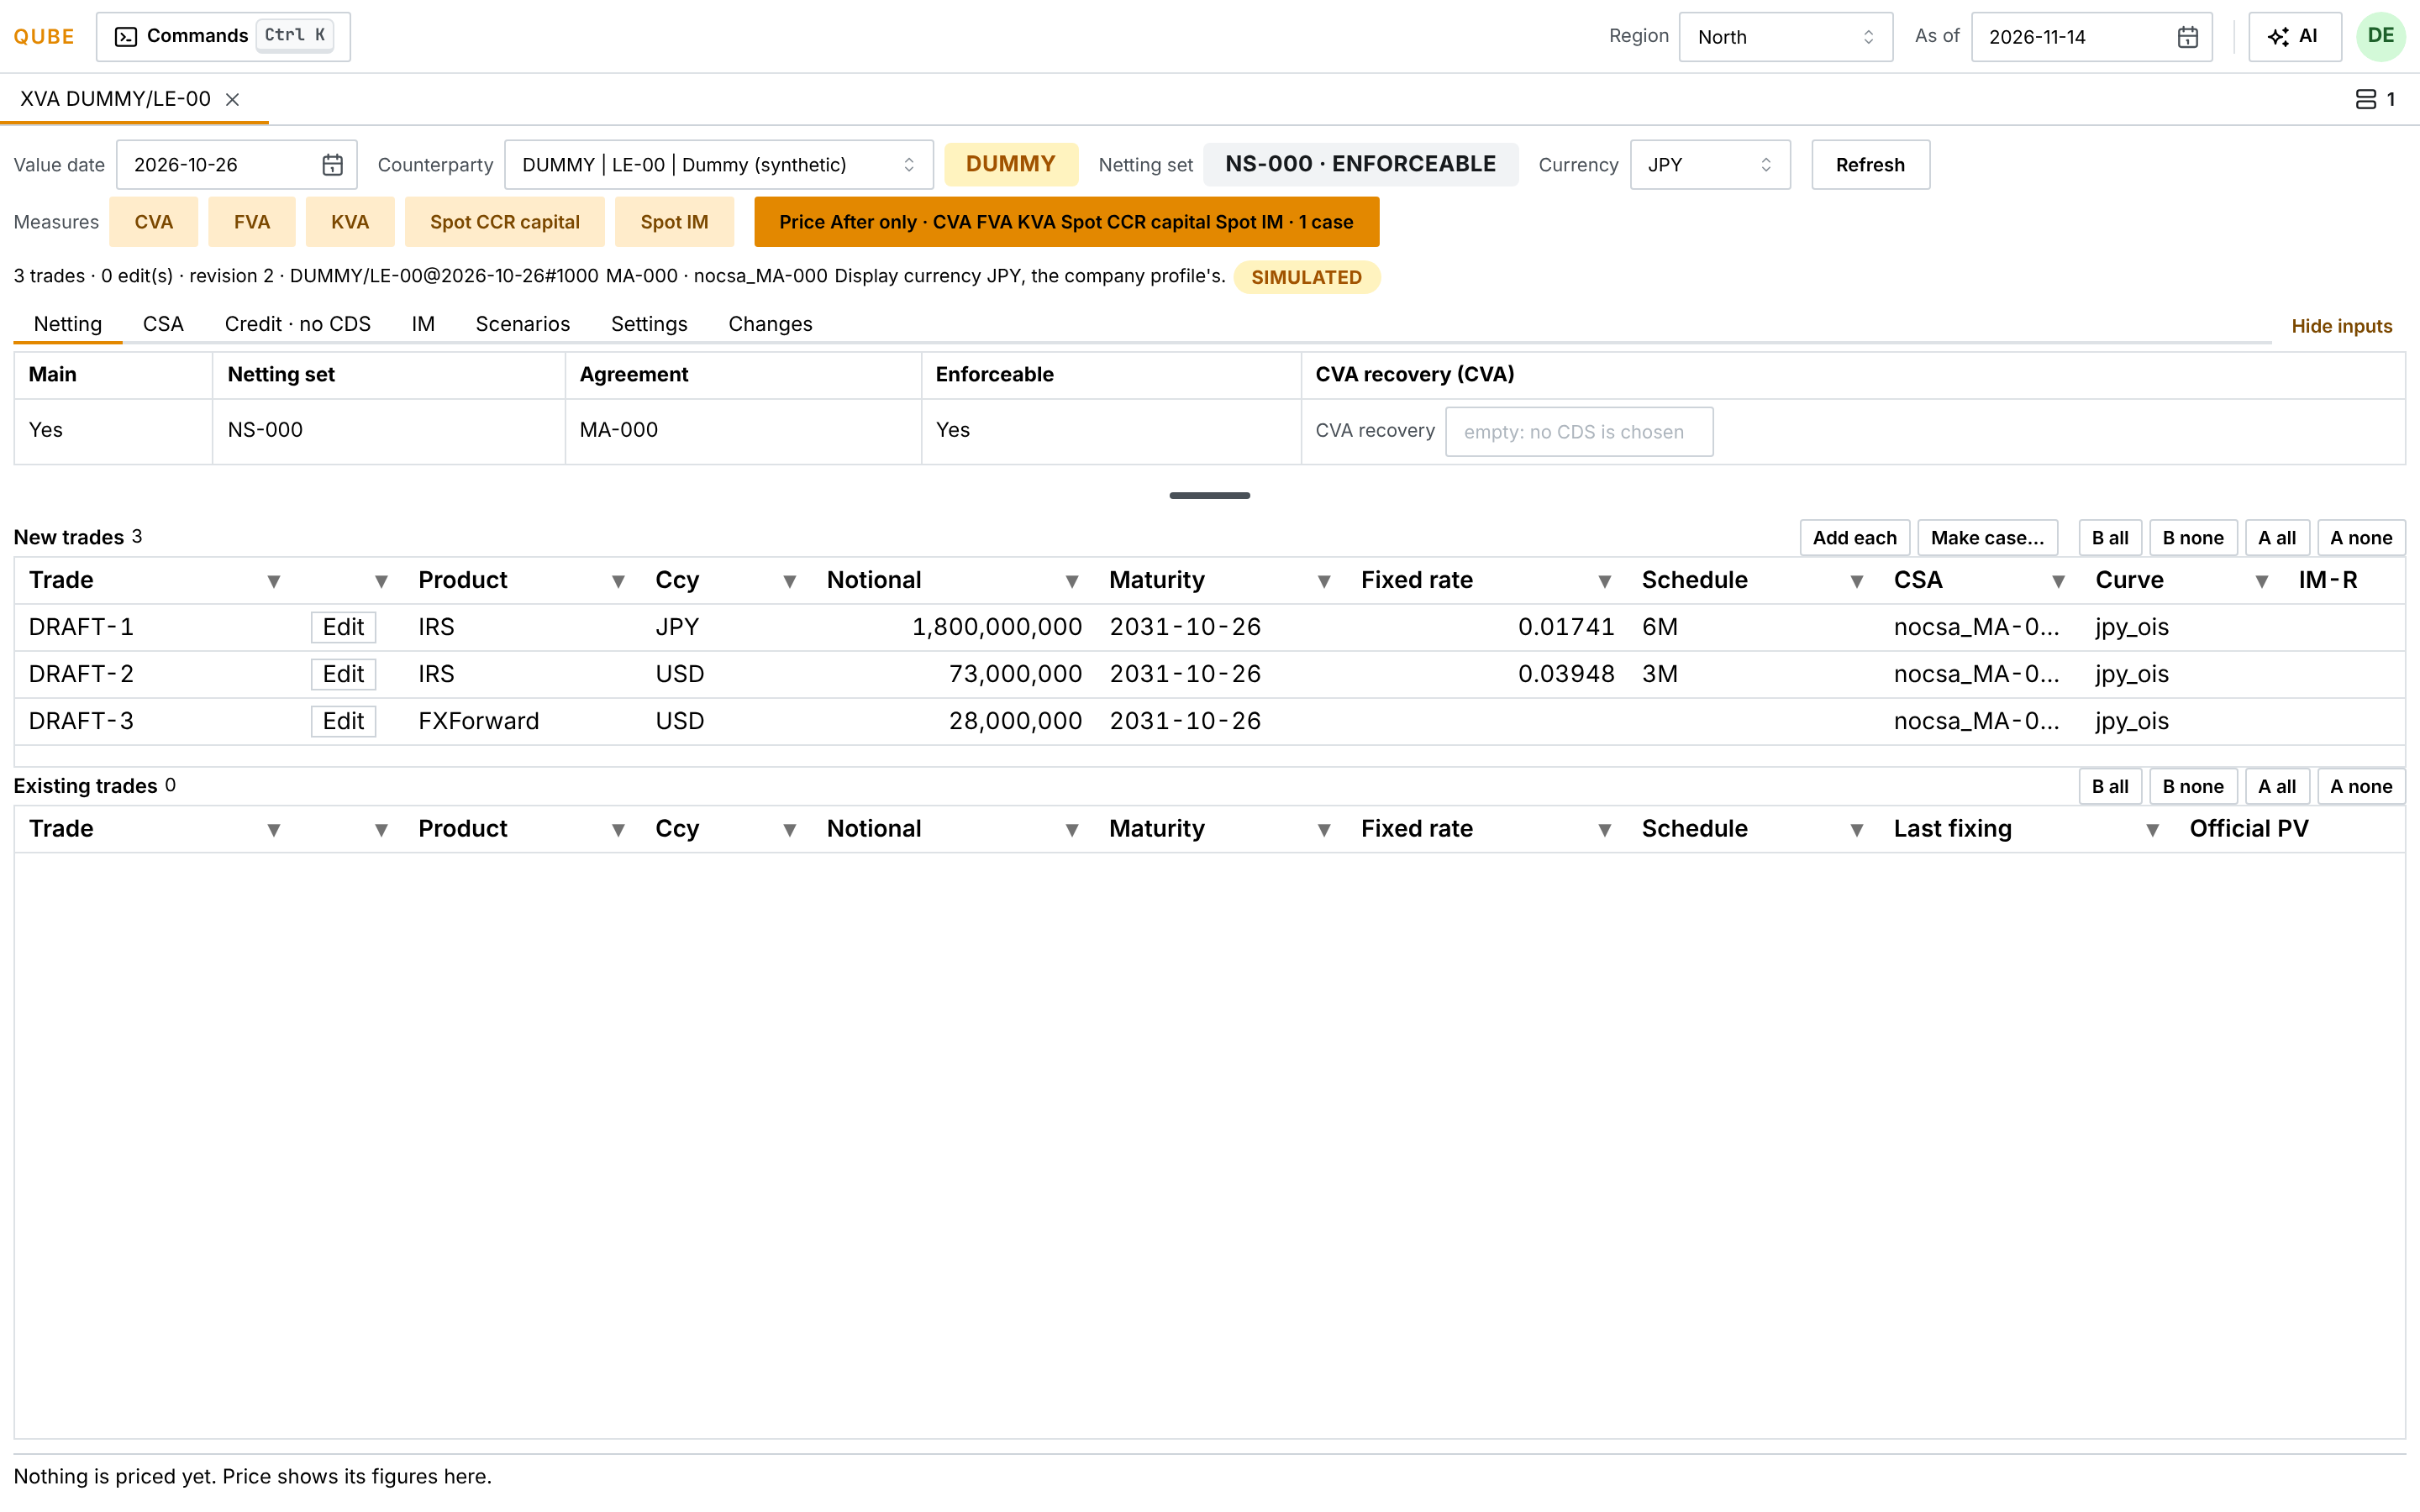 QUBE Commands Ctrl K Region North As of 2026-11-14 AI DE
XVA DUMMY/LE-00 1
Value date 2026-10-26 Counterparty DUMMY | LE-00 | Dummy (synthetic) DUMMY Netting set NS-000 · ENFORCEABLE Currency JPY Refresh
Measures CVA FVA KVA Spot CCR capital Spot IM Price After only · CVA FVA KVA Spot CCR capital Spot IM · 1 case
3 trades · 0 edit(s) · revision 2 · DUMMY/LE-00@2026-10-26#1000 MA-000 · nocsa_MA-000 Display currency JPY, the company profile's. SIMULATED
Netting CSA Credit · no CDS IM Scenarios Settings Changes Hide inputs
Main Netting set Agreement Enforceable CVA recovery (CVA)
Yes NS-000 MA-000 Yes CVA recovery empty: no CDS is chosen
New trades 3 Add each Make case... B all B none A all A none
Trade Product Ccy Notional Maturity Fixed rate Schedule CSA Curve IM-R
DRAFT-1 Edit IRS JPY 1,800,000,000 2031-10-26 0.01741 6M nocsa_MA-0... jpy_ois
DRAFT-2 Edit IRS USD 73,000,000 2031-10-26 0.03948 3M nocsa_MA-0... jpy_ois
DRAFT-3 Edit FXForward USD 28,000,000 2031-10-26 nocsa_MA-0... jpy_ois
Existing trades 0 B all B none A all A none
Trade Product Ccy Notional Maturity Fixed rate Schedule Last fixing Official PV
Nothing is priced yet. Price shows its figures here.